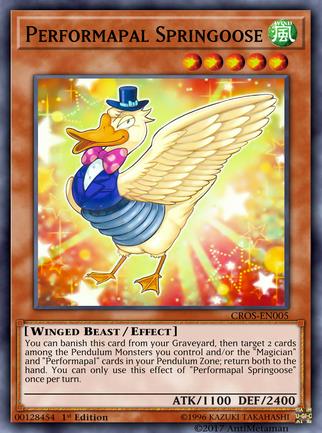 PERFORMAPAL SPRINGOOSE
WIND
風
CROS-EN005
[WINGED BEAST / EFFECT]
You can banish this card from your Graveyard, then target 2 cards
among the Pendulum Monsters you control and/or the "Magician"
and "Performapal" cards in your Pendulum Zone; return both to
the hand. You can only use this effect of "Performapal Springoose"
once per turn.
ATK/1100 DEF/2400
00128454 1st Edition ©1996 KAZUKI TAKAHASHI
©2017 AntiMetaman